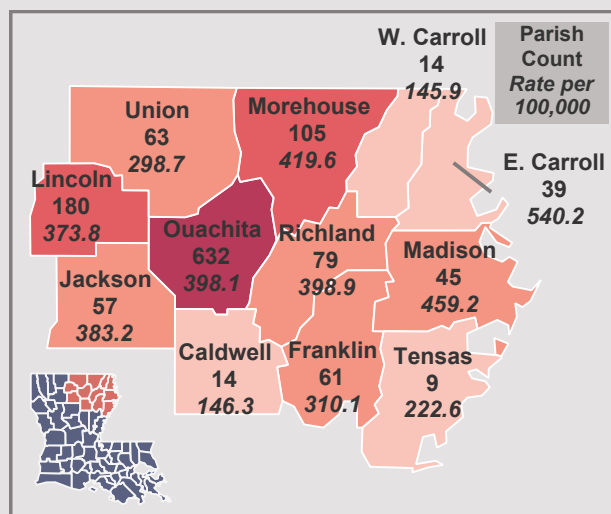 W. Carroll
14
145.9
Parish
Count
Rate per
100,000
Union
63
298.7
Morehouse
105
419.6
E. Carroll
39
540.2
Lincoln
180
373.8
Ouachita
632
398.1
Richland
79
398.9
Madison
45
459.2
Jackson
57
383.2
Caldwell
14
146.3
Franklin
61
310.1
Tensas
9
222.6